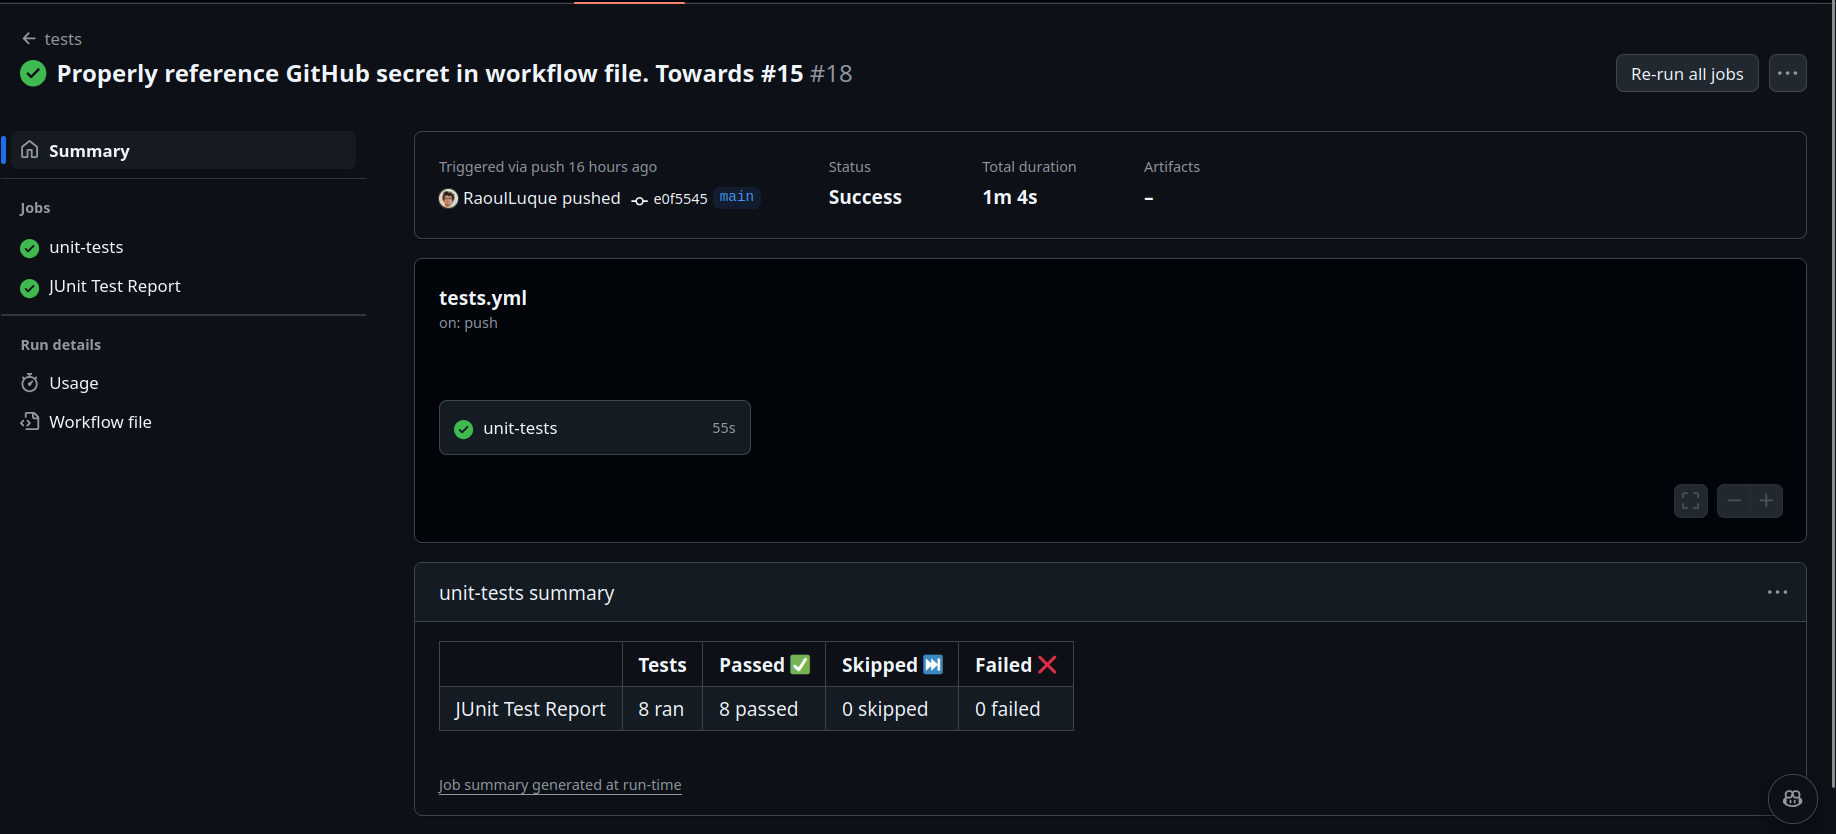 tests
Properly reference GitHub secret in workflow file. Towards #15 #18
Re-run all jobs
Summary
Jobs
unit-tests
JUnit Test Report
Run details
Usage
Workflow file
Triggered via push 16 hours ago
RaoulLuque pushed e0f5545 main
Status
Success
Total duration
1m 4s
Artifacts
–
tests.yml
on: push
unit-tests 55s
unit-tests summary
Tests Passed ✅ Skipped ⏭️ Failed ❌
JUnit Test Report 8 ran 8 passed 0 skipped 0 failed
Job summary generated at run-time